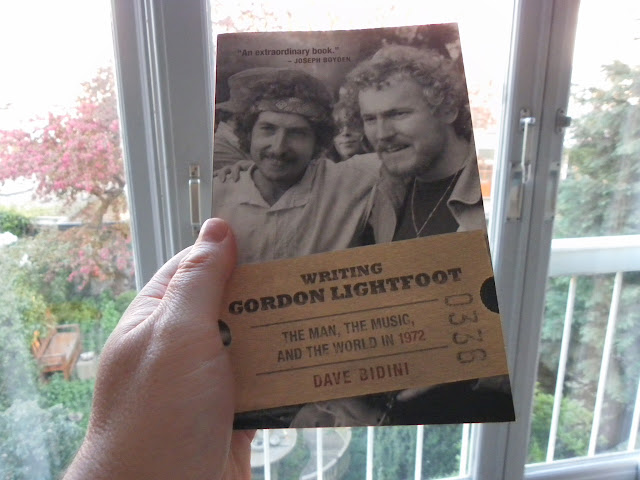 "An extraordinary book."
– JOSEPH BOYDEN
WRITING
GORDON LIGHTFOOT
THE MAN, THE MUSIC,
AND THE WORLD IN 1972
DAVE BIDINI
0336